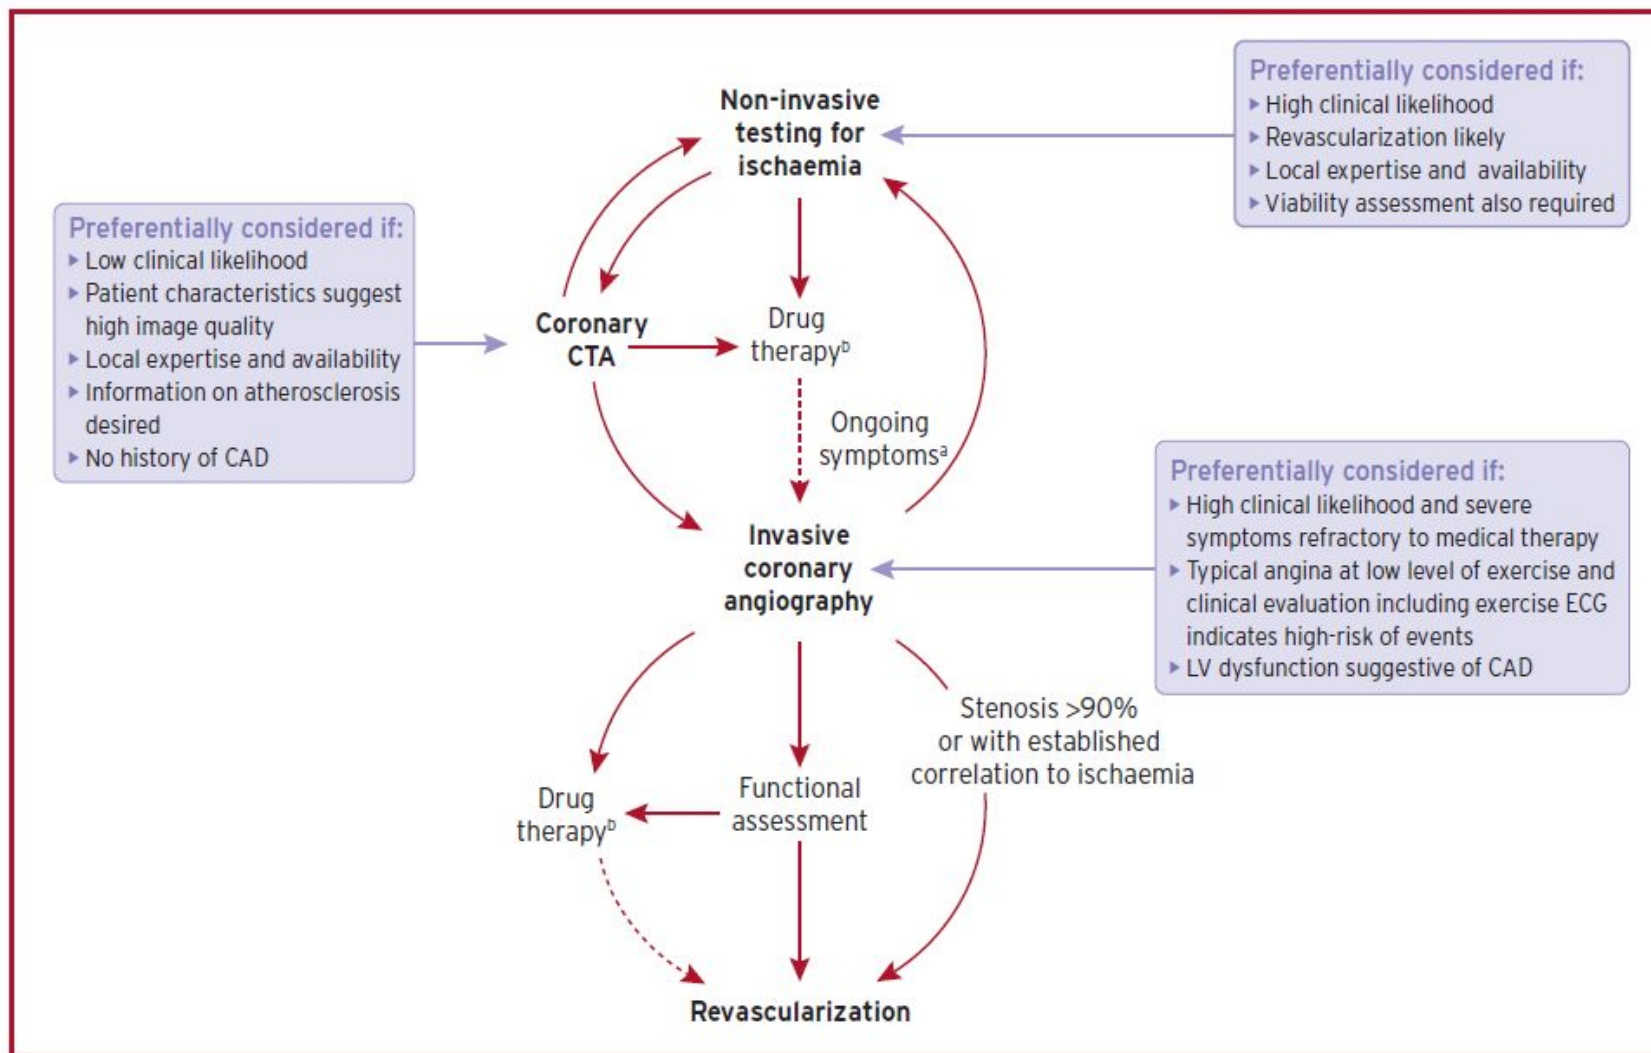 Non-invasive
testing for
ischaemia
Preferentially considered if:
▸ High clinical likelihood
▸ Revascularization likely
▸ Local expertise and availability
▸ Viability assessment also required
Preferentially considered if:
▸ Low clinical likelihood
▸ Patient characteristics suggest
high image quality
▸ Local expertise and availability
▸ Information on atherosclerosis
desired
▸ No history of CAD
Coronary
CTA
Drug
therapyᵇ
Ongoing
symptomsᵃ
Invasive
coronary
angiography
Preferentially considered if:
▸ High clinical likelihood and severe
symptoms refractory to medical therapy
▸ Typical angina at low level of exercise and
clinical evaluation including exercise ECG
indicates high-risk of events
▸ LV dysfunction suggestive of CAD
Stenosis >90%
or with established
correlation to ischaemia
Drug
therapyᵇ
Functional
assessment
Revascularization